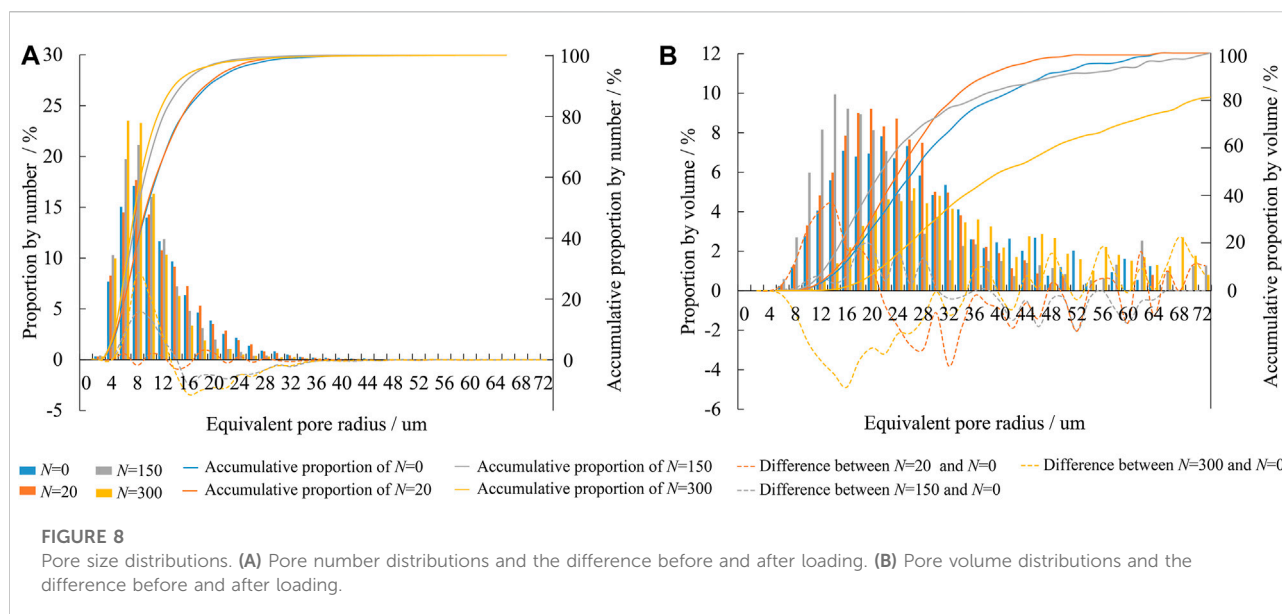 A
B
30
25
20
15
10
5
0
-5
Proportion by number / %
100
80
60
40
20
0
Accumulative proportion by number / %
0 4 8 12 16 20 24 28 32 36 40 44 48 52 56 60 64 68 72
Equivalent pore radius / um
12
10
8
6
4
2
0
-2
-4
-6
Proportion by volume / %
100
80
60
40
20
0
Accumulative proportion by volume / %
0 4 8 12 16 20 24 28 32 36 40 44 48 52 56 60 64 68 72
Equivalent pore radius / um
N=0 N=150 Accumulative proportion of N=0 Accumulative proportion of N=150 Difference between N=20 and N=0 Difference between N=300 and N=0
N=20 N=300 Accumulative proportion of N=20 Accumulative proportion of N=300 Difference between N=150 and N=0
FIGURE 8
Pore size distributions. (A) Pore number distributions and the difference before and after loading. (B) Pore volume distributions and the
difference before and after loading.